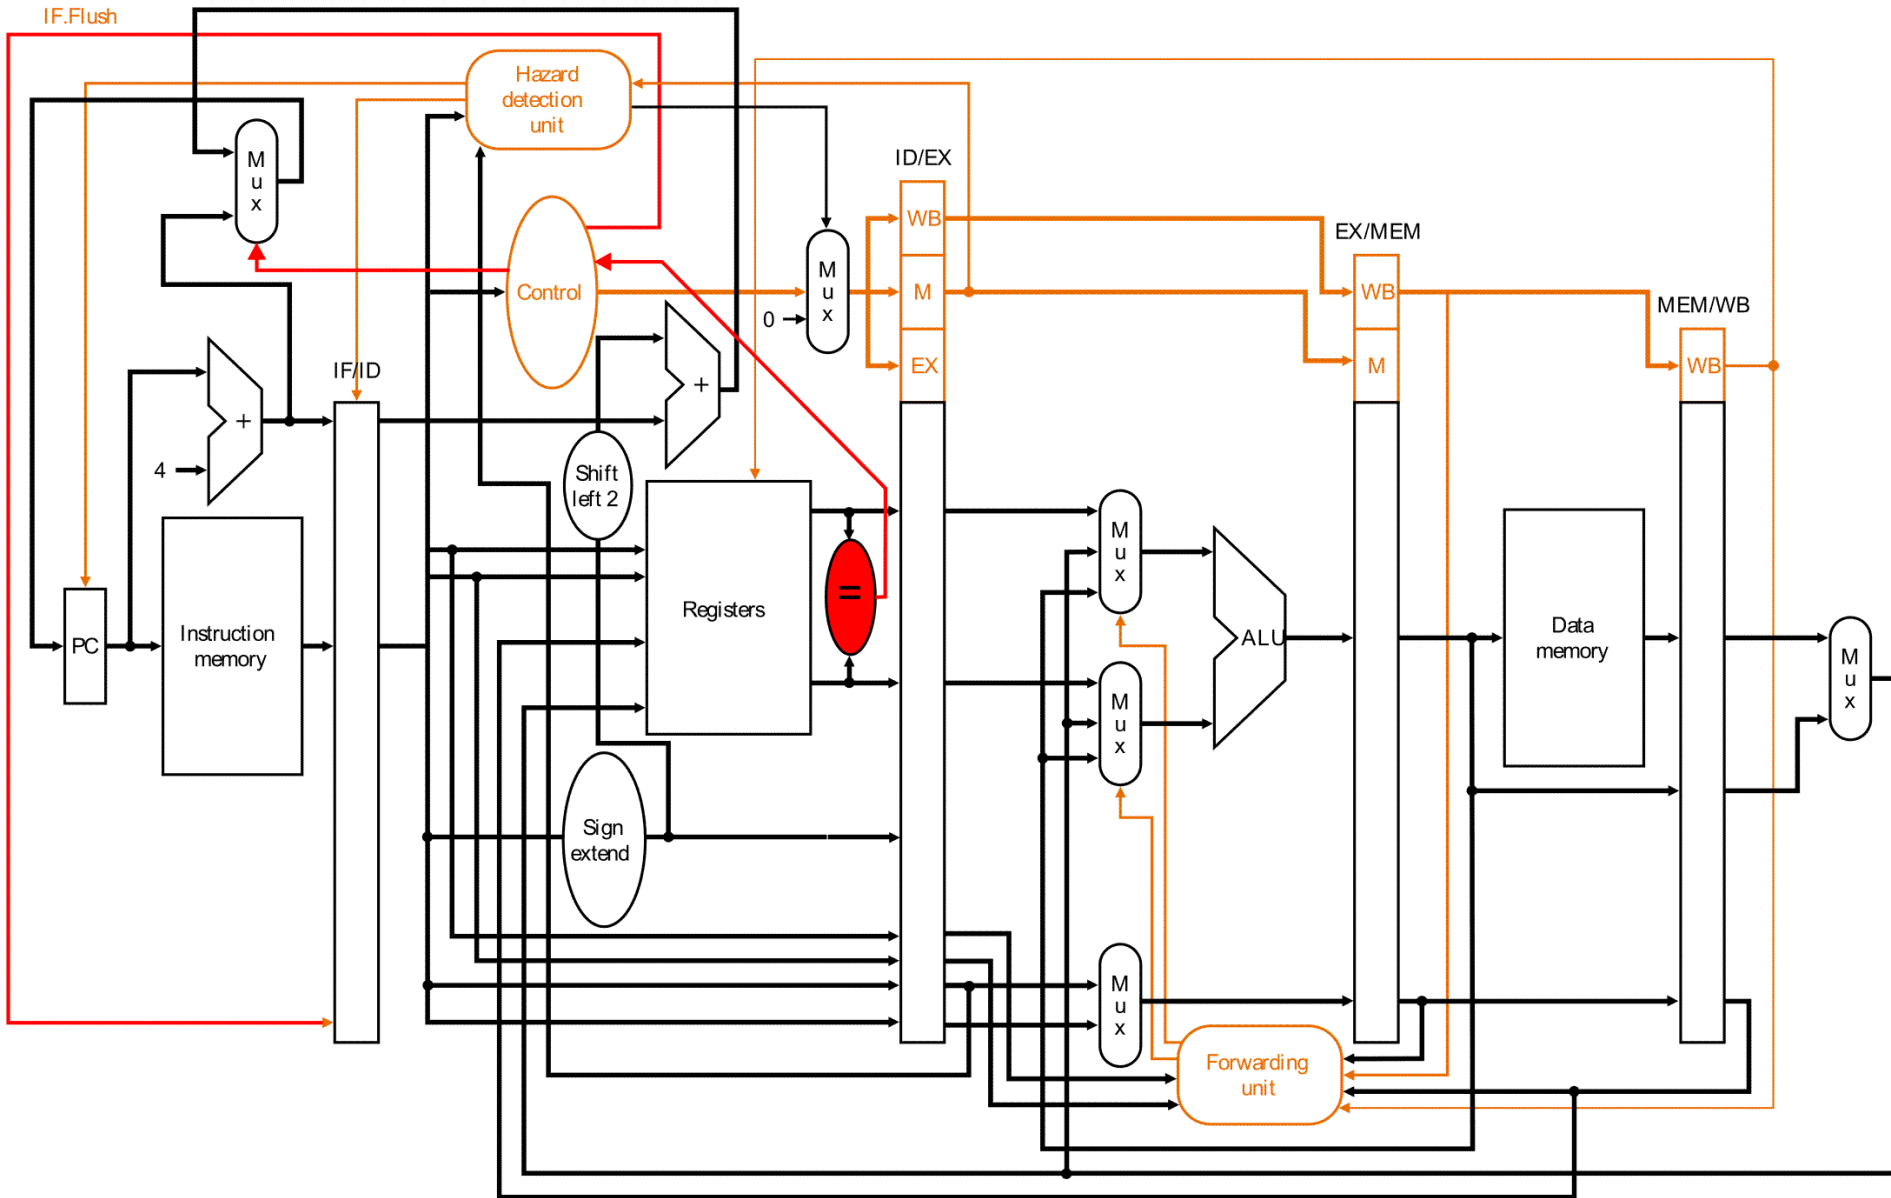 IF.Flush
Hazard
detection
unit
M
u
x
ID/EX
WB
EX/MEM
M
u
x
Control
M
WB
MEM/WB
0
IF/ID
EX
M
WB
+
+
4
Shift
left 2
M
u
x
Registers
=
PC
Instruction
memory
ALU
Data
memory
M
u
x
M
u
x
Sign
extend
M
u
x
Forwarding
unit